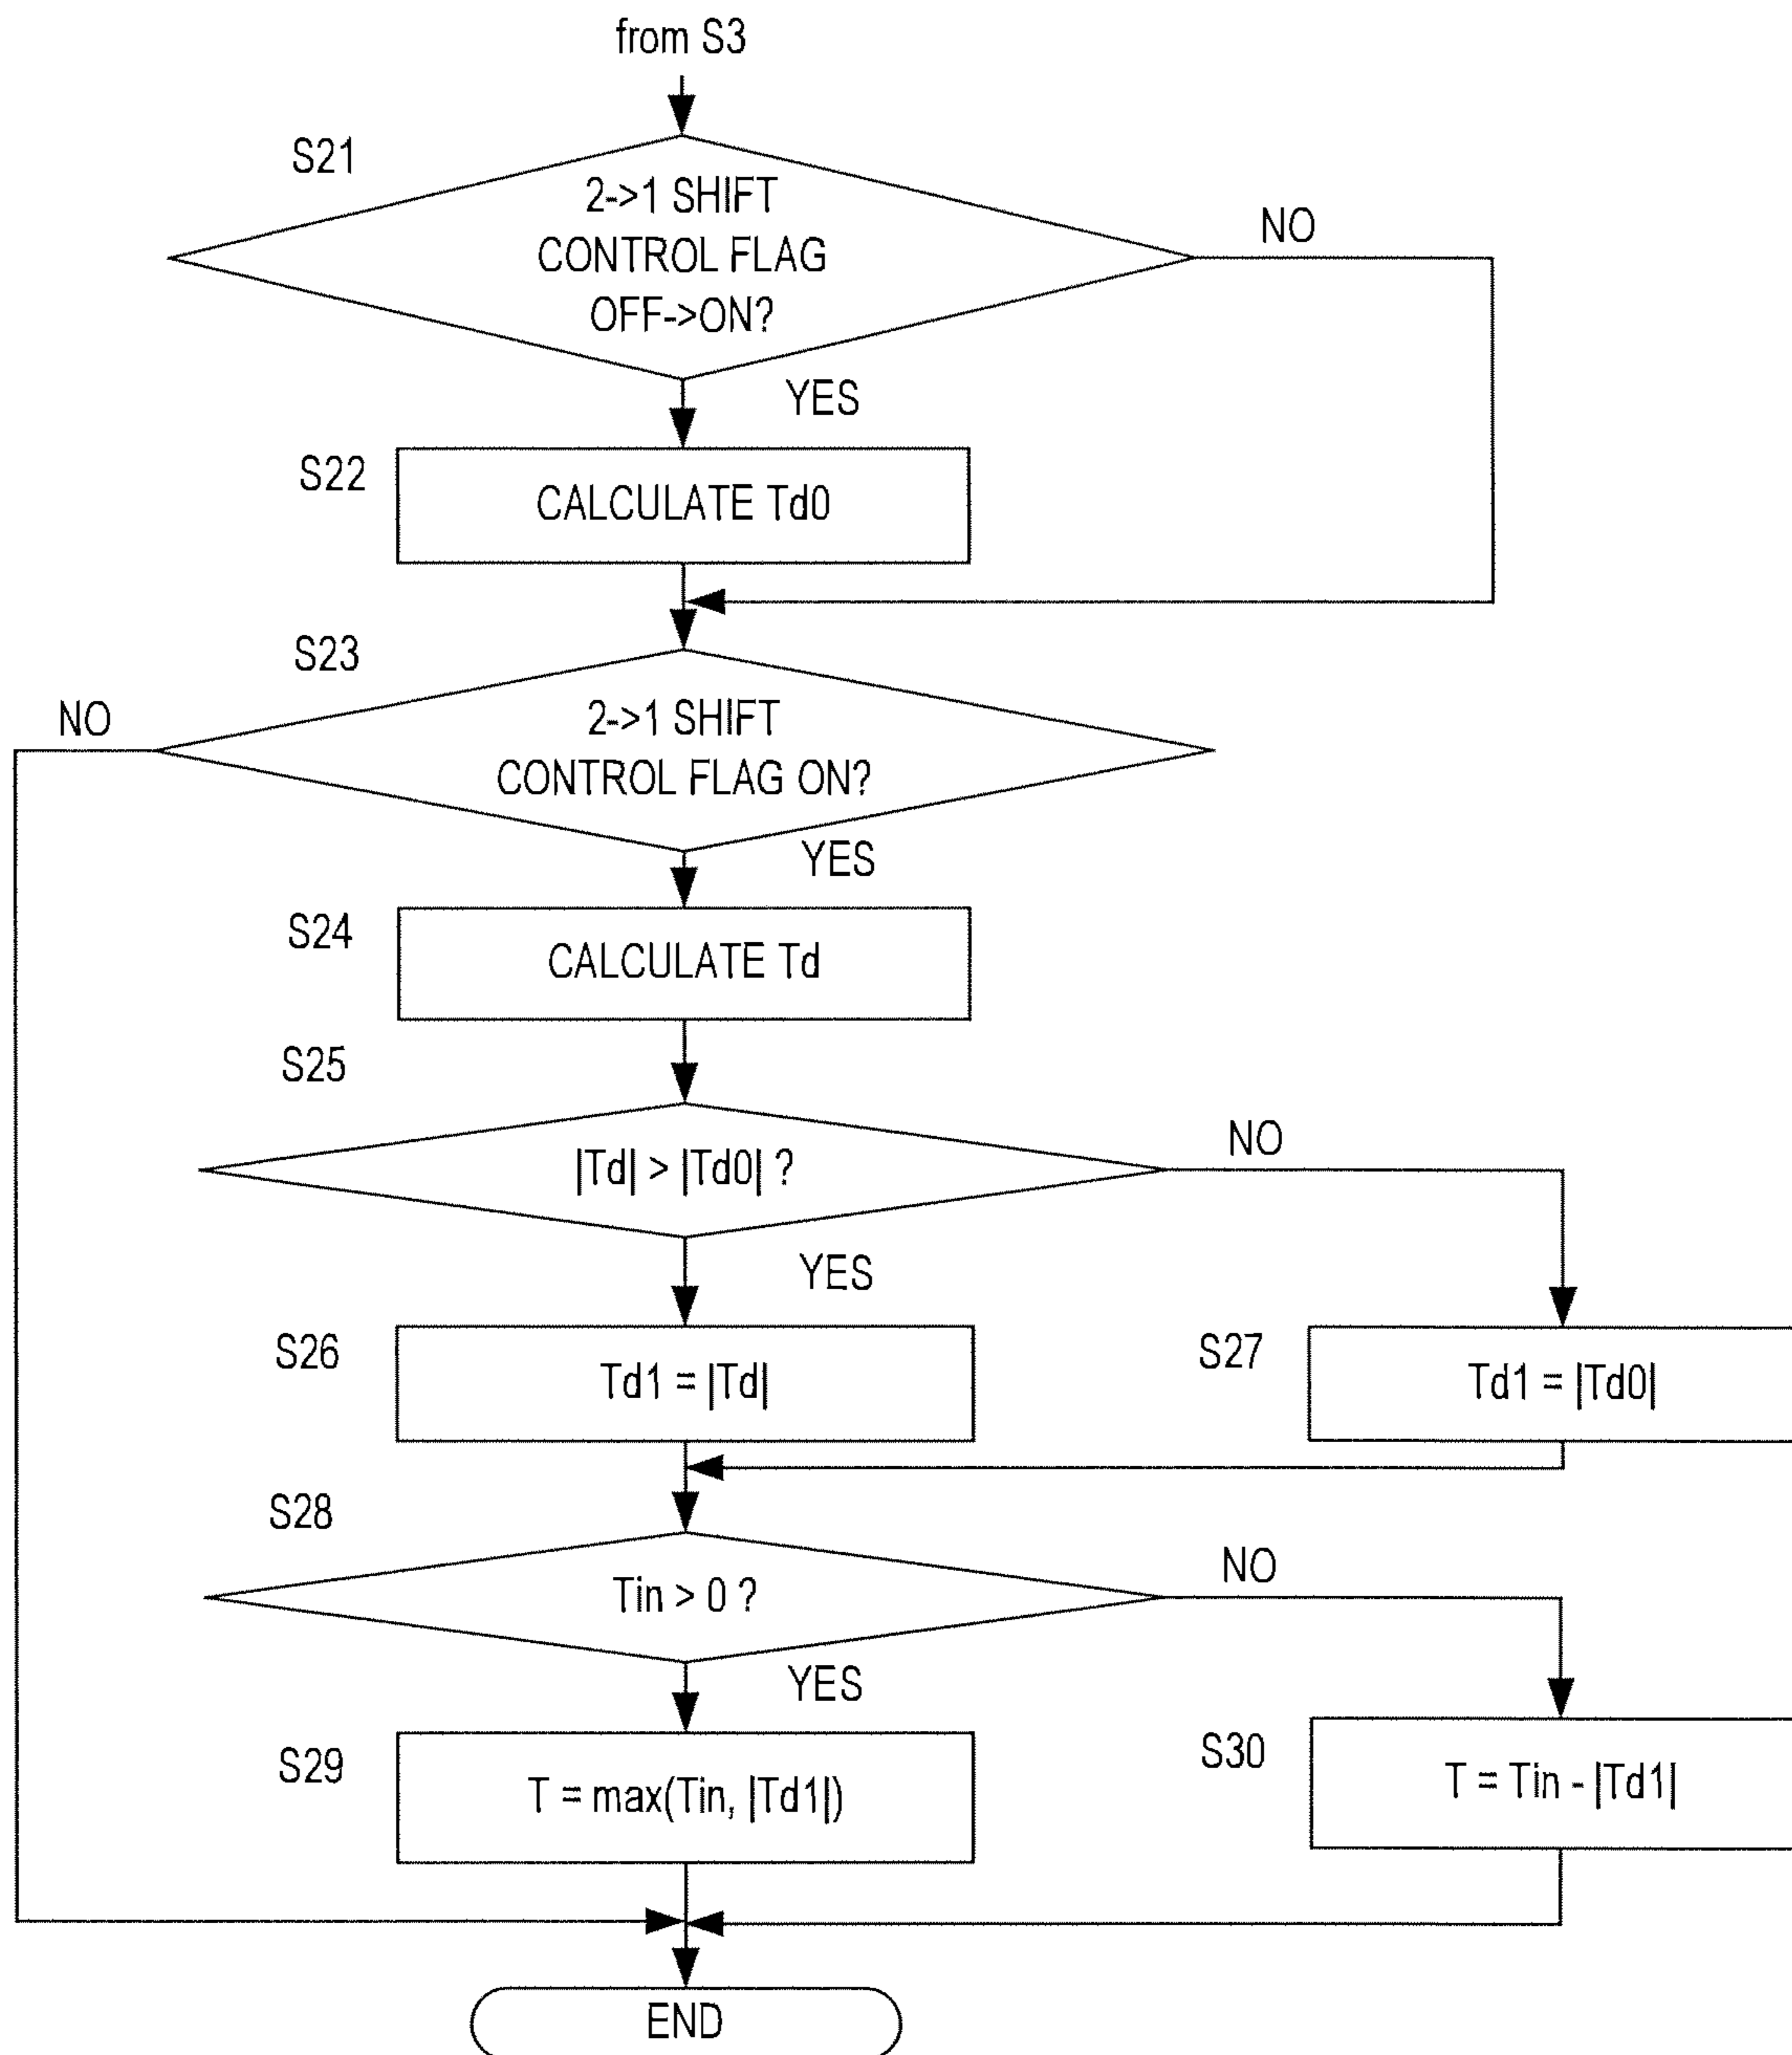 from S3
S21
2->1 SHIFT
CONTROL FLAG
OFF->ON?
NO
YES
S22
CALCULATE Td0
S23
NO
2->1 SHIFT
CONTROL FLAG ON?
YES
S24
CALCULATE Td
S25
|Td| > |Td0| ?
NO
YES
S26
Td1 = |Td|
S27
Td1 = |Td0|
S28
Tin > 0 ?
NO
YES
S29
T = max(Tin, |Td1|)
S30
T = Tin - |Td1|
END